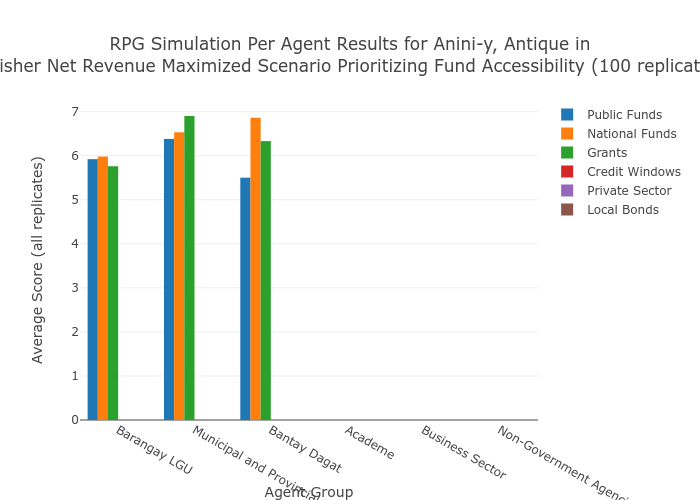 RPG Simulation Per Agent Results for Anini-y, Antique in
isher Net Revenue Maximized Scenario Prioritizing Fund Accessibility (100 replicat
7
6
5
4
3
2
1
0
Average Score (all replicates)
Barangay LGU
Municipal and Provincial
Bantay Dagat
Academe
Business Sector
Non-Government Agenci
Agent Group
Public Funds
National Funds
Grants
Credit Windows
Private Sector
Local Bonds